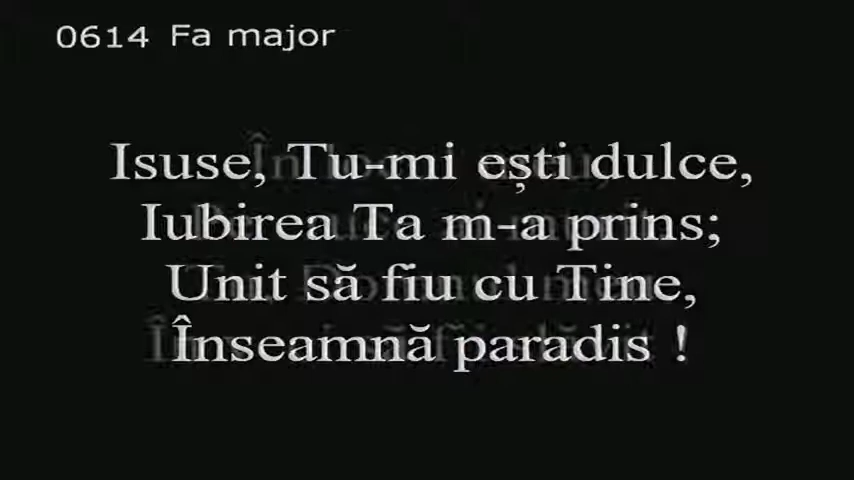 0614 Fa major
Isuse, Tu-mi ești dulce,
Iubirea Ta m-a prins;
Unit să fiu cu Tine,
Înseamnă paradis !